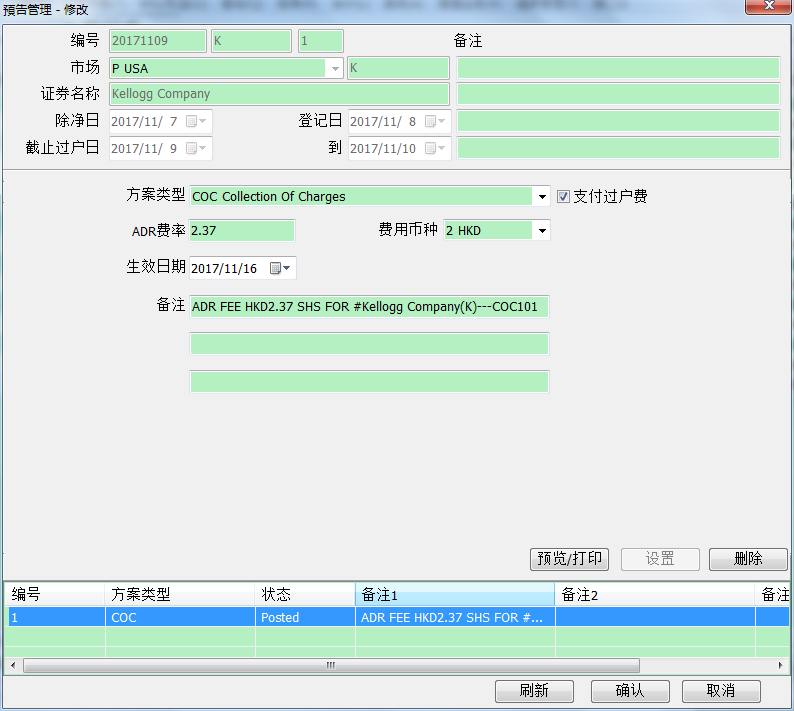 预告管理 - 修改
编号 20171109 K 1 备注
市场 P USA K
证券名称 Kellogg Company
除净日 2017/11/ 7 登记日 2017/11/ 8
截止过户日 2017/11/ 9 到 2017/11/10
方案类型 COC Collection Of Charges 支付过户费
ADR费率 2.37 费用币种 2 HKD
生效日期 2017/11/16
备注 ADR FEE HKD2.37 SHS FOR #Kellogg Company(K)---COC101
预览/打印 设置 删除
编号 方案类型 状态 备注1 备注2 备注
1 COC Posted ADR FEE HKD2.37 SHS FOR #...
刷新 确认 取消